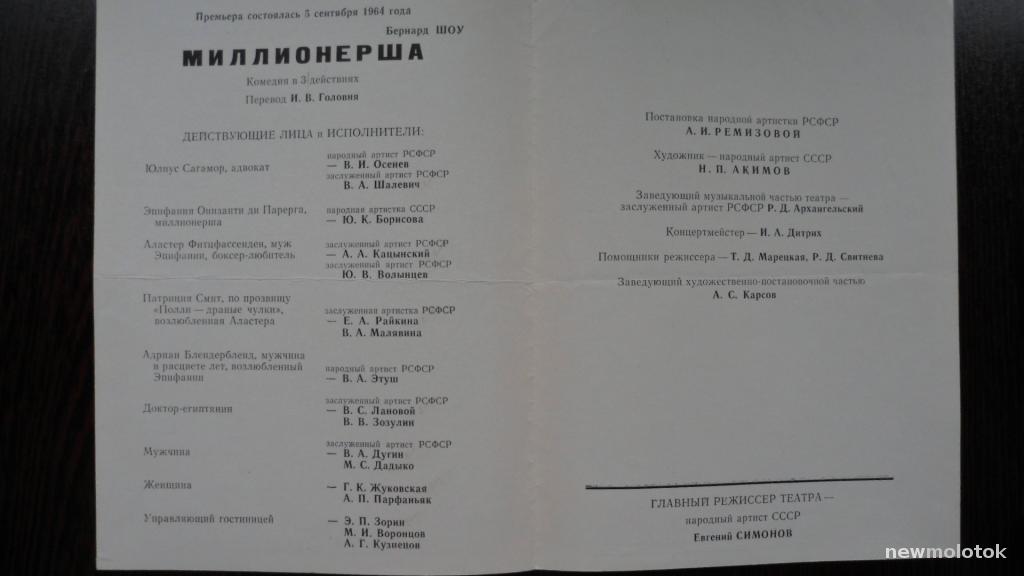 Премьера состоялась 5 сентября 1964 года
Бернард ШОУ
МИЛЛИОНЕРША
Комедия в 3 действиях
Перевод И. В. Головня
ДЕЙСТВУЮЩИЕ ЛИЦА и ИСПОЛНИТЕЛИ:
народный артист РСФСР
Юлиус Сагамор, адвокат — В. И. Осенев
заслуженный артист РСФСР
В. А. Шалевич
Эпифания Оннзанти ди Парерга, народная артистка СССР
миллионерша — Ю. К. Борисова
Аластер Фитцфассенден, муж заслуженный артист РСФСР
Эпифании, боксер-любитель — А. А. Кацынский
заслуженный артист РСФСР
Ю. В. Волынцев
Патриция Смит, по прозвищу
«Полли — драные чулки», заслуженная артистка РСФСР
возлюбленная Аластера — Е. А. Райкина
В. А. Малявина
Адриан Блендербленд, мужчина
в расцвете лет, возлюбленный народный артист РСФСР
Эпифании — В. А. Этуш
заслуженный артист РСФСР
Доктор-египтянин — В. С. Лановой
В. В. Зозулин
заслуженный артист РСФСР
Мужчина — В. А. Дугин
М. С. Дадыко
Женщина — Г. К. Жуковская
А. П. Парфаньяк
Управляющий гостиницей — Э. П. Зорин
М. И. Воронцов
А. Г. Кузнецов
Постановка народной артистки РСФСР
А. И. РЕМИЗОВОЙ
Художник — народный артист СССР
Н. П. АКИМОВ
Заведующий музыкальной частью театра —
заслуженный артист РСФСР Р. Д. Архангельский
Концертмейстер — И. А. Дитрих
Помощники режиссера — Т. Д. Марецкая, Р. Д. Свитнева
Заведующий художественно-постановочной частью
А. С. Карсов
ГЛАВНЫЙ РЕЖИССЕР ТЕАТРА —
народный артист СССР
Евгений СИМОНОВ
newmolotok